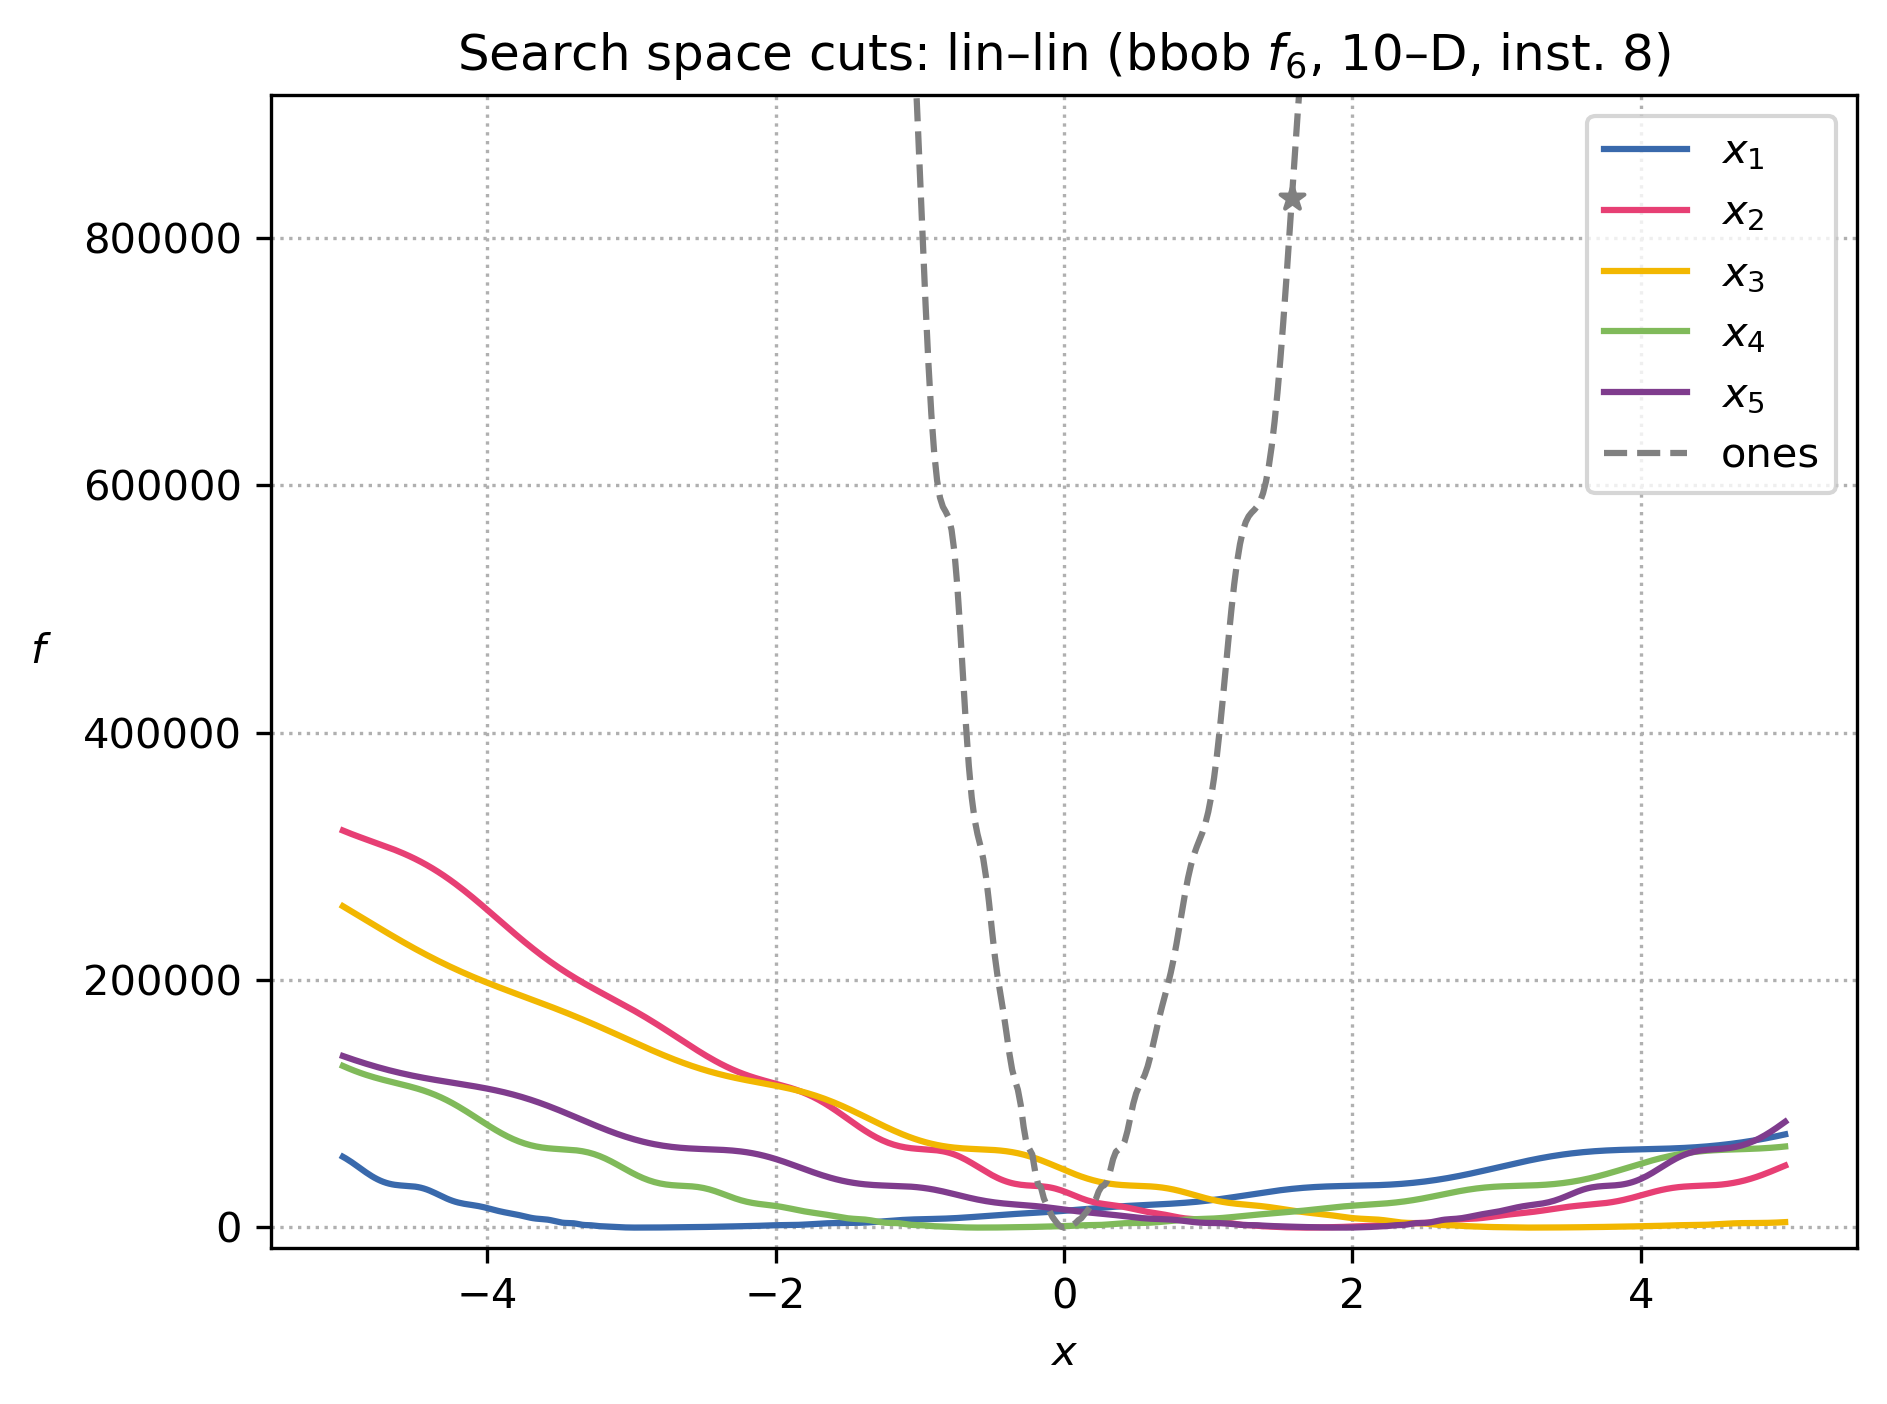 Search space cuts: lin–lin (bbob f₆, 10–D, inst. 8)
x₁
x₂
x₃
x₄
x₅
ones
800000
600000
400000
200000
0
f
−4
−2
0
2
4
x